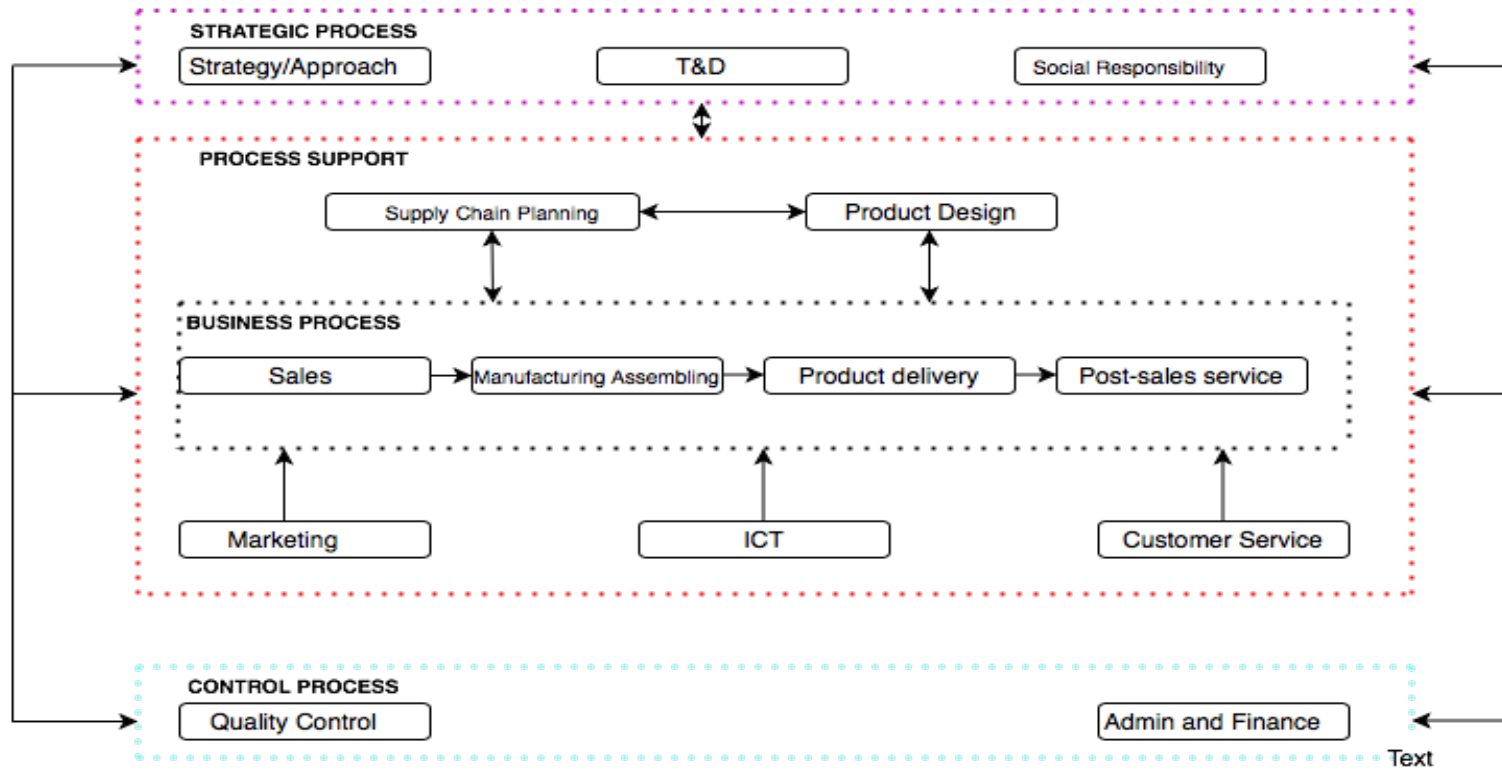 STRATEGIC PROCESS
Strategy/Approach
T&D
Social Responsibility
PROCESS SUPPORT
Supply Chain Planning
Product Design
BUSINESS PROCESS
Sales
Manufacturing Assembling
Product delivery
Post-sales service
Marketing
ICT
Customer Service
CONTROL PROCESS
Quality Control
Admin and Finance
Text